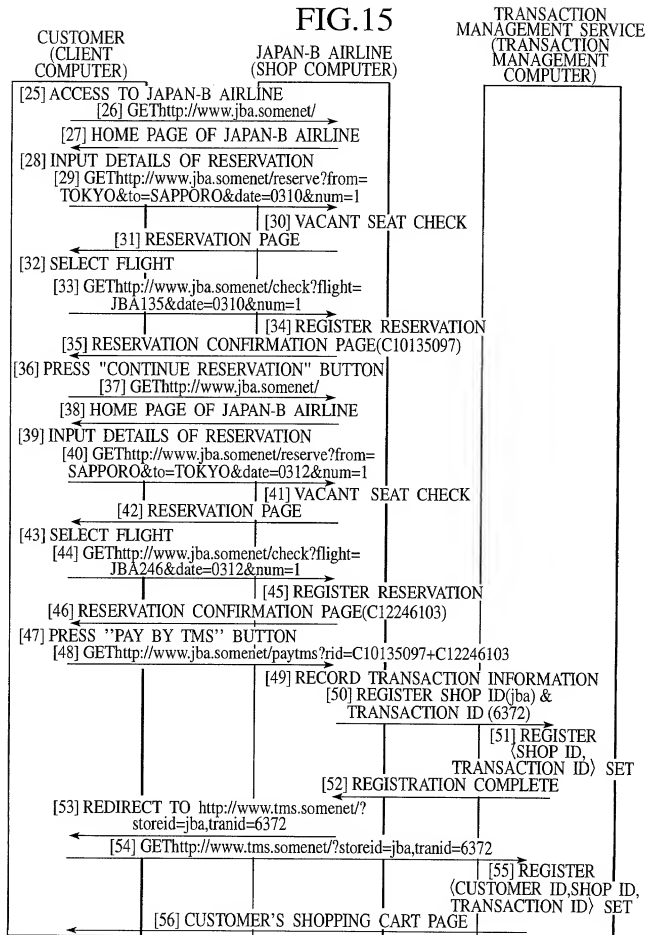 FIG.15
CUSTOMER
(CLIENT
COMPUTER)
JAPAN-B AIRLINE
(SHOP COMPUTER)
TRANSACTION
MANAGEMENT SERVICE
(TRANSACTION
MANAGEMENT
COMPUTER)
[25] ACCESS TO JAPAN-B AIRLINE
[26] GEThttp://www.jba.somenet/
[27] HOME PAGE OF JAPAN-B AIRLINE
[28] INPUT DETAILS OF RESERVATION
[29] GEThttp://www.jba.somenet/reserve?from=
TOKYO&to=SAPPORO&date=0310&num=1
[30] VACANT SEAT CHECK
[31] RESERVATION PAGE
[32] SELECT FLIGHT
[33] GEThttp://www.jba.somenet/check?flight=
JBA135&date=0310&num=1
[34] REGISTER RESERVATION
[35] RESERVATION CONFIRMATION PAGE(C10135097)
[36] PRESS "CONTINUE RESERVATION" BUTTON
[37] GEThttp://www.jba.somenet/
[38] HOME PAGE OF JAPAN-B AIRLINE
[39] INPUT DETAILS OF RESERVATION
[40] GEThttp://www.jba.somenet/reserve?from=
SAPPORO&to=TOKYO&date=0312&num=1
[41] VACANT SEAT CHECK
[42] RESERVATION PAGE
[43] SELECT FLIGHT
[44] GEThttp://www.jba.somenet/check?flight=
JBA246&date=0312&num=1
[45] REGISTER RESERVATION
[46] RESERVATION CONFIRMATION PAGE(C12246103)
[47] PRESS ''PAY BY TMS'' BUTTON
[48] GEThttp://www.jba.somenet/paytms?rid=C10135097+C12246103
[49] RECORD TRANSACTION INFORMATION
[50] REGISTER SHOP ID(jba) &
TRANSACTION ID (6372)
[51] REGISTER
⟨SHOP ID,
TRANSACTION ID⟩ SET
[52] REGISTRATION COMPLETE
[53] REDIRECT TO http://www.tms.somenet/?
storeid=jba,tranid=6372
[54] GEThttp://www.tms.somenet/?storeid=jba,tranid=6372
[55] REGISTER
⟨CUSTOMER ID,SHOP ID,
TRANSACTION ID⟩ SET
[56] CUSTOMER'S SHOPPING CART PAGE